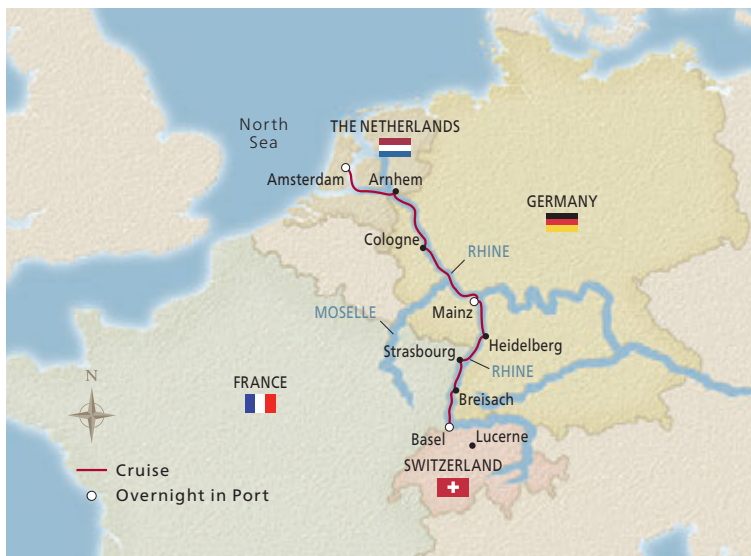 North
Sea
THE NETHERLANDS
Amsterdam
Arnhem
GERMANY
Cologne
RHINE
MOSELLE
Mainz
Heidelberg
Strasbourg
RHINE
N
FRANCE
Breisach
Basel
Lucerne
SWITZERLAND
Cruise
Overnight in Port